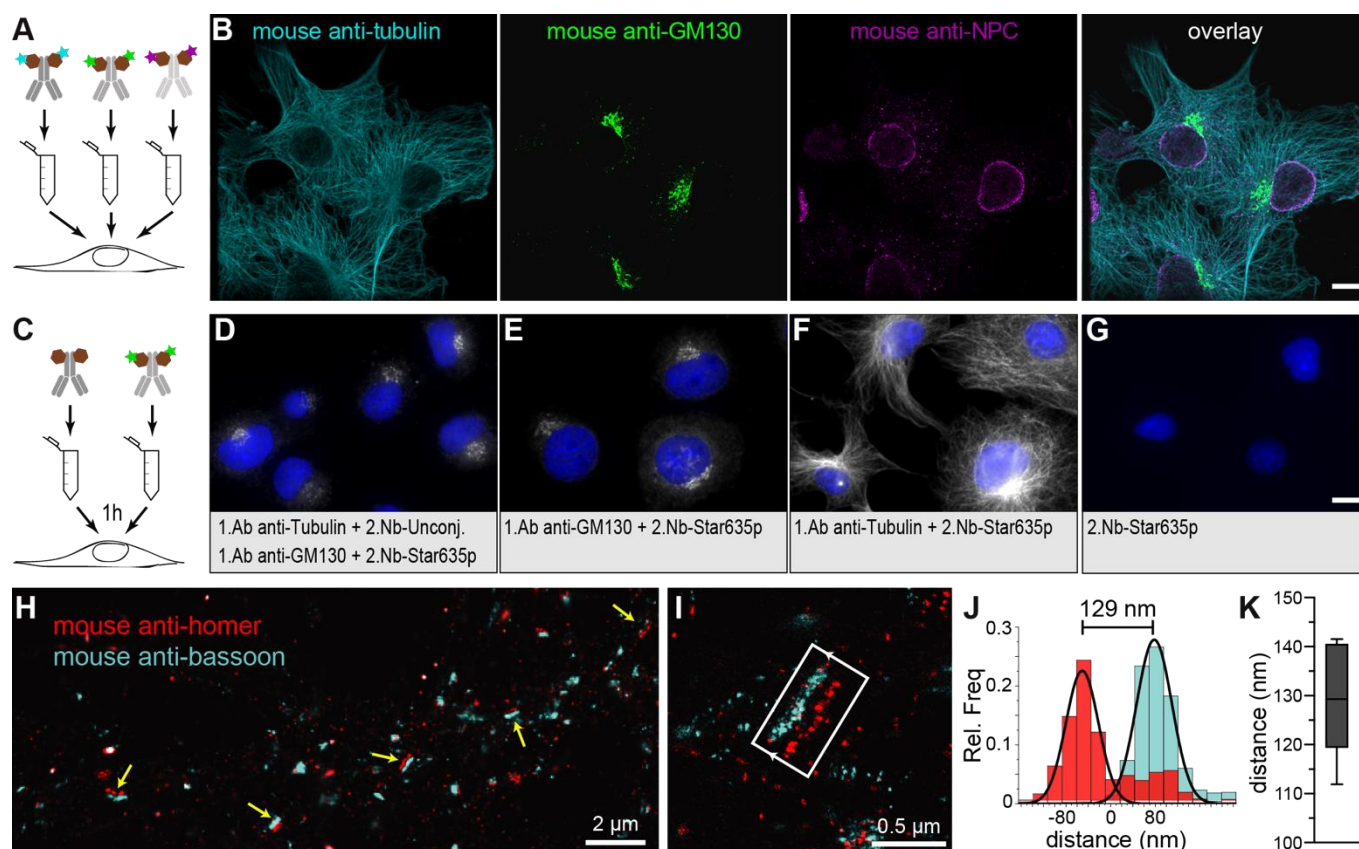 A
B
mouse anti-tubulin
mouse anti-GM130
mouse anti-NPC
overlay
C
1h
D
1.Ab anti-Tubulin + 2.Nb-Unconj.
1.Ab anti-GM130 + 2.Nb-Star635p
E
1.Ab anti-GM130 + 2.Nb-Star635p
F
1.Ab anti-Tubulin + 2.Nb-Star635p
G
2.Nb-Star635p
H
mouse anti-homer
mouse anti-bassoon
2 µm
I
0.5 µm
J
129 nm
Rel. Freq
0.3
0.2
0.1
0
-80
0
80
distance (nm)
K
distance (nm)
150
140
130
120
110
100